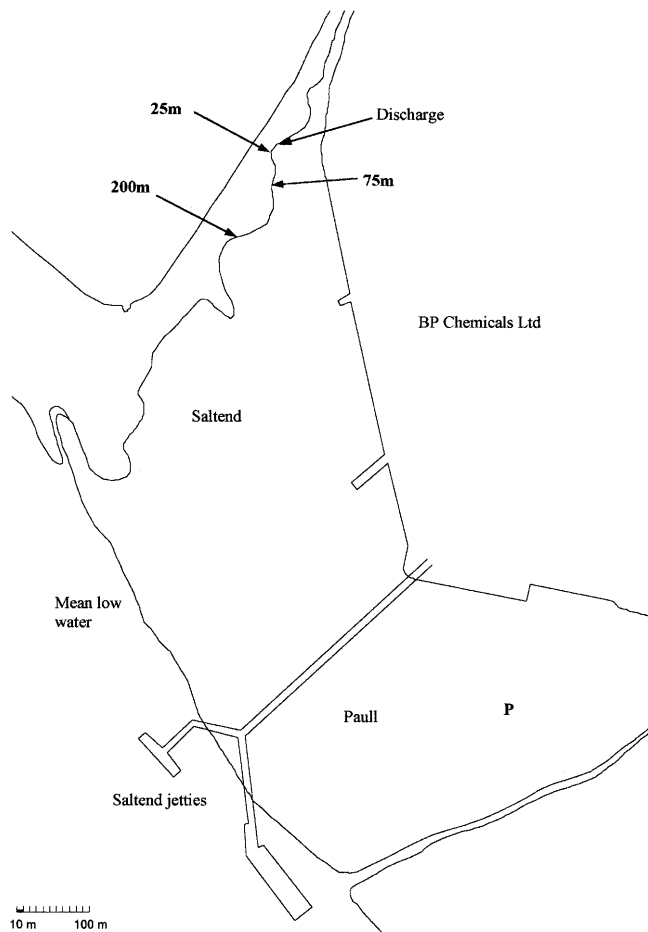 25m
Discharge
200m
75m
BP Chemicals Ltd
Saltend
Mean low
water
Paull
P
Saltend jetties
10 m 100 m